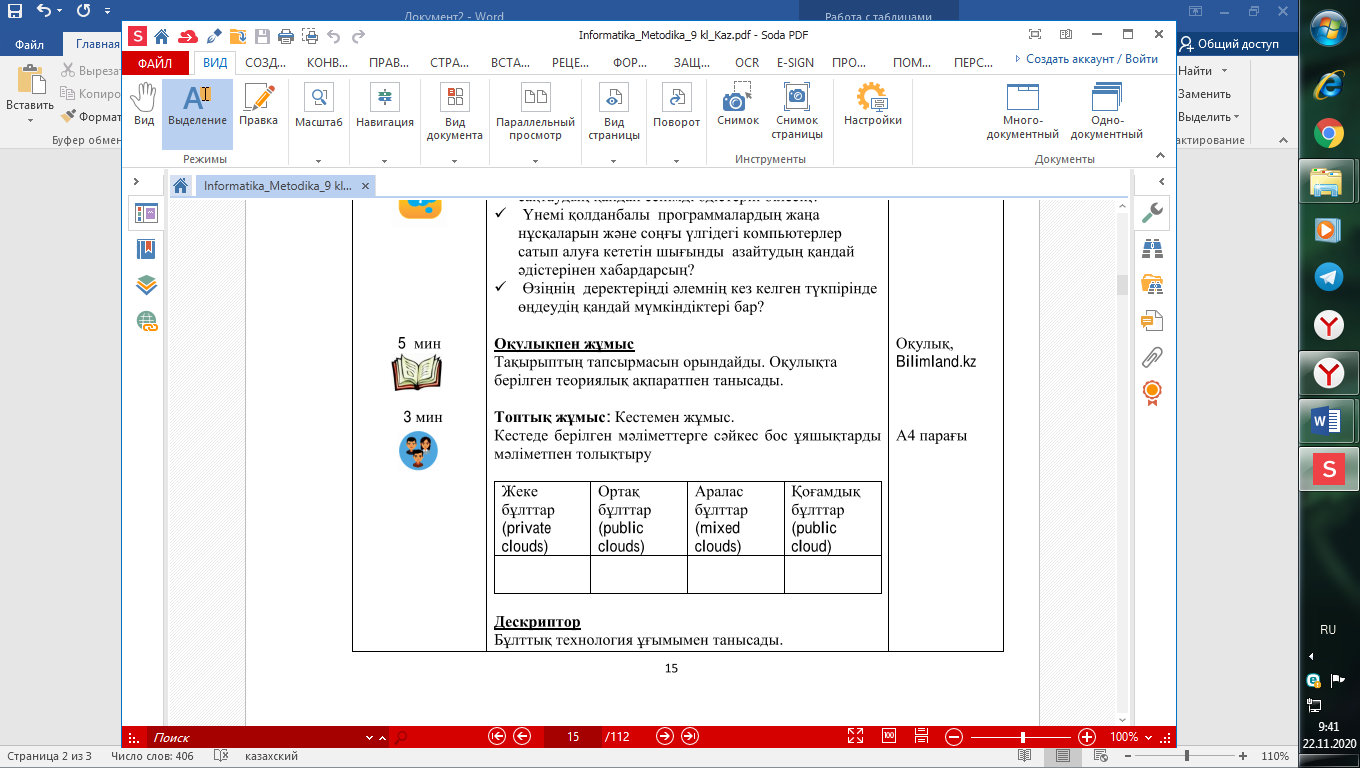 Документ2 - Word
Работа с таблицами
Файл
Главная
Общий доступ
Вставить
Вырезат
Копиро
Формат
Буфер обмен
Найти
Заменить
Выделить
актирование
S
Informatika_Metodika_9 kl_Kaz.pdf - Soda PDF
ФАЙЛ ВИД СОЗД... КОНВ... ПРАВ... СТРА... ВСТА... РЕЦЕ... ФОР... ЗАЩ... OCR E-SIGN ПРО... ПОМ... ПЕРС...
Создать аккаунт / Войти
Вид
Выделение
Правка
Режимы
Масштаб
Навигация
Вид документа
Параллельный просмотр
Вид страницы
Поворот
Снимок
Снимок страницы
Инструменты
Настройки
Много-документный
Одно-документный
Документы
Informatika_Metodika_9 kl...
✓ Үнемі қолданбалы программалардың жаңа
нұсқаларын және соңғы үлгідегі компьютерлер
сатып алуға кететін шығынды азайтудың қандай
әдістерінен хабардарсың?
✓ Өзіңнің деректеріңді әлемнің кез келген түкпірінде
өңдеудің қандай мүмкіндіктері бар?
5 мин
Оқулықпен жұмыс
Тақырыптың тапсырмасын орындайды. Оқулықта
берілген теориялық ақпаратпен танысады.
Оқулық,
Bilimland.kz
3 мин
Топтық жұмыс: Кестемен жұмыс.
Кестеде берілген мәліметтерге сәйкес бос ұяшықтарды
мәліметпен толықтыру
А4 парағы
Жеке
бұлттар
(private
clouds)
Ортақ
бұлттар
(public
clouds)
Аралас
бұлттар
(mixed
clouds)
Қоғамдық
бұлттар
(public
cloud)
Дескриптор
Бұлттық технология ұғымымен танысады.
15
Поиск
15 /112
100%
Страница 2 из 3
Число слов: 406
казахский
110%
RU
9:41
22.11.2020